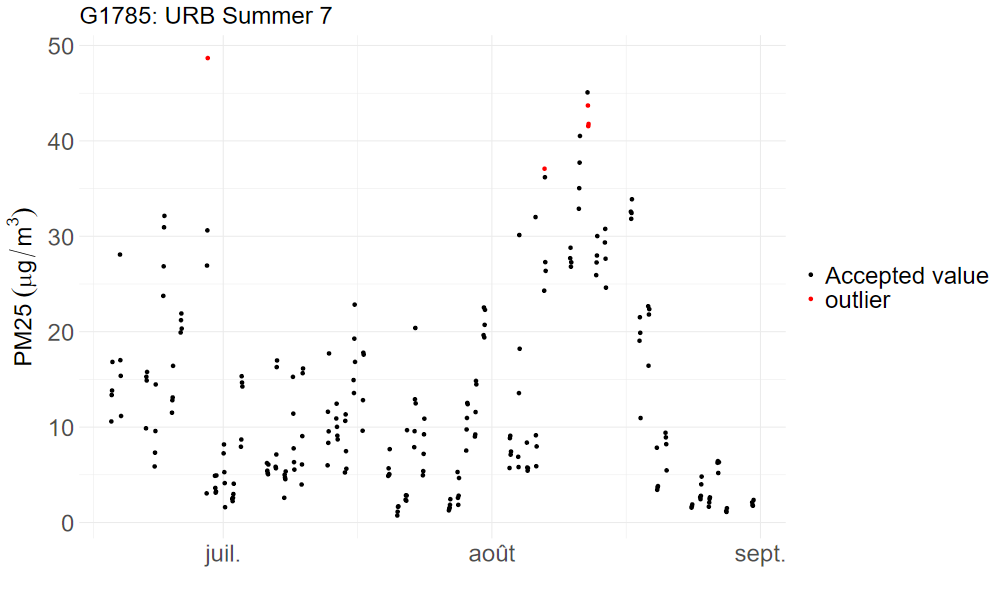 G1785: URB Summer 7
PM25 (μg/m³)
50
40
30
20
10
0
juil.
août
sept.
Accepted value
outlier